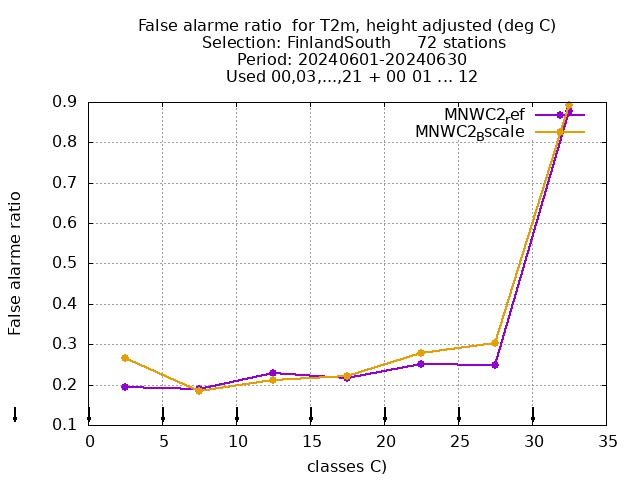 False alarme ratio  for T2m, height adjusted (deg C)
Selection: FinlandSouth     72 stations
Period: 20240601-20240630
Used 00,03,...,21 + 00 01 ... 12
MNWC2ref
MNWC2Bscale
0.9
0.8
0.7
0.6
0.5
0.4
0.3
0.2
0.1
False alarme ratio
0 5 10 15 20 25 30 35
classes C)